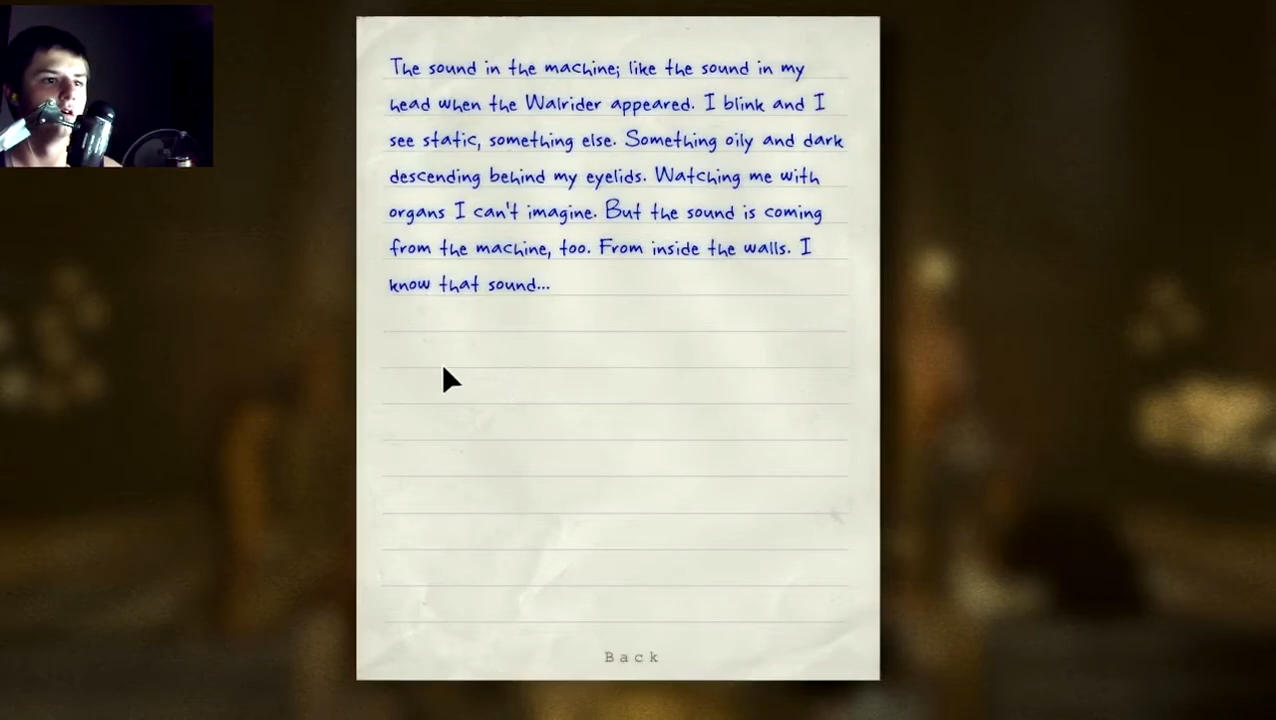 The sound in the machine; like the sound in my
head when the Walrider appeared. I blink and I
see static, something else. Something oily and dark
descending behind my eyelids. Watching me with
organs I can't imagine. But the sound is coming
from the machine, too. From inside the walls. I
know that sound...
Back